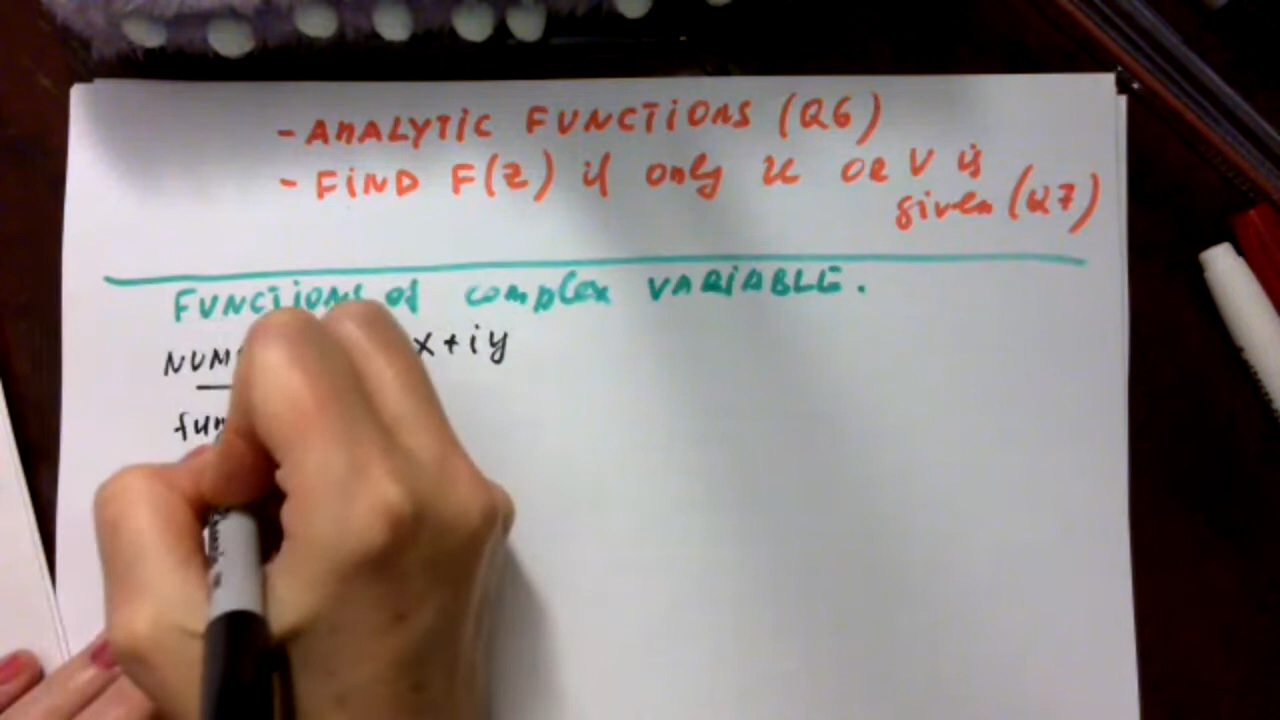 - ANALYTIC FUNCTIONS (Q6)
- FIND F(z) if only u OR V is
given (Q7)
FUNCTIONS of complex VARIABLE.
x + iy